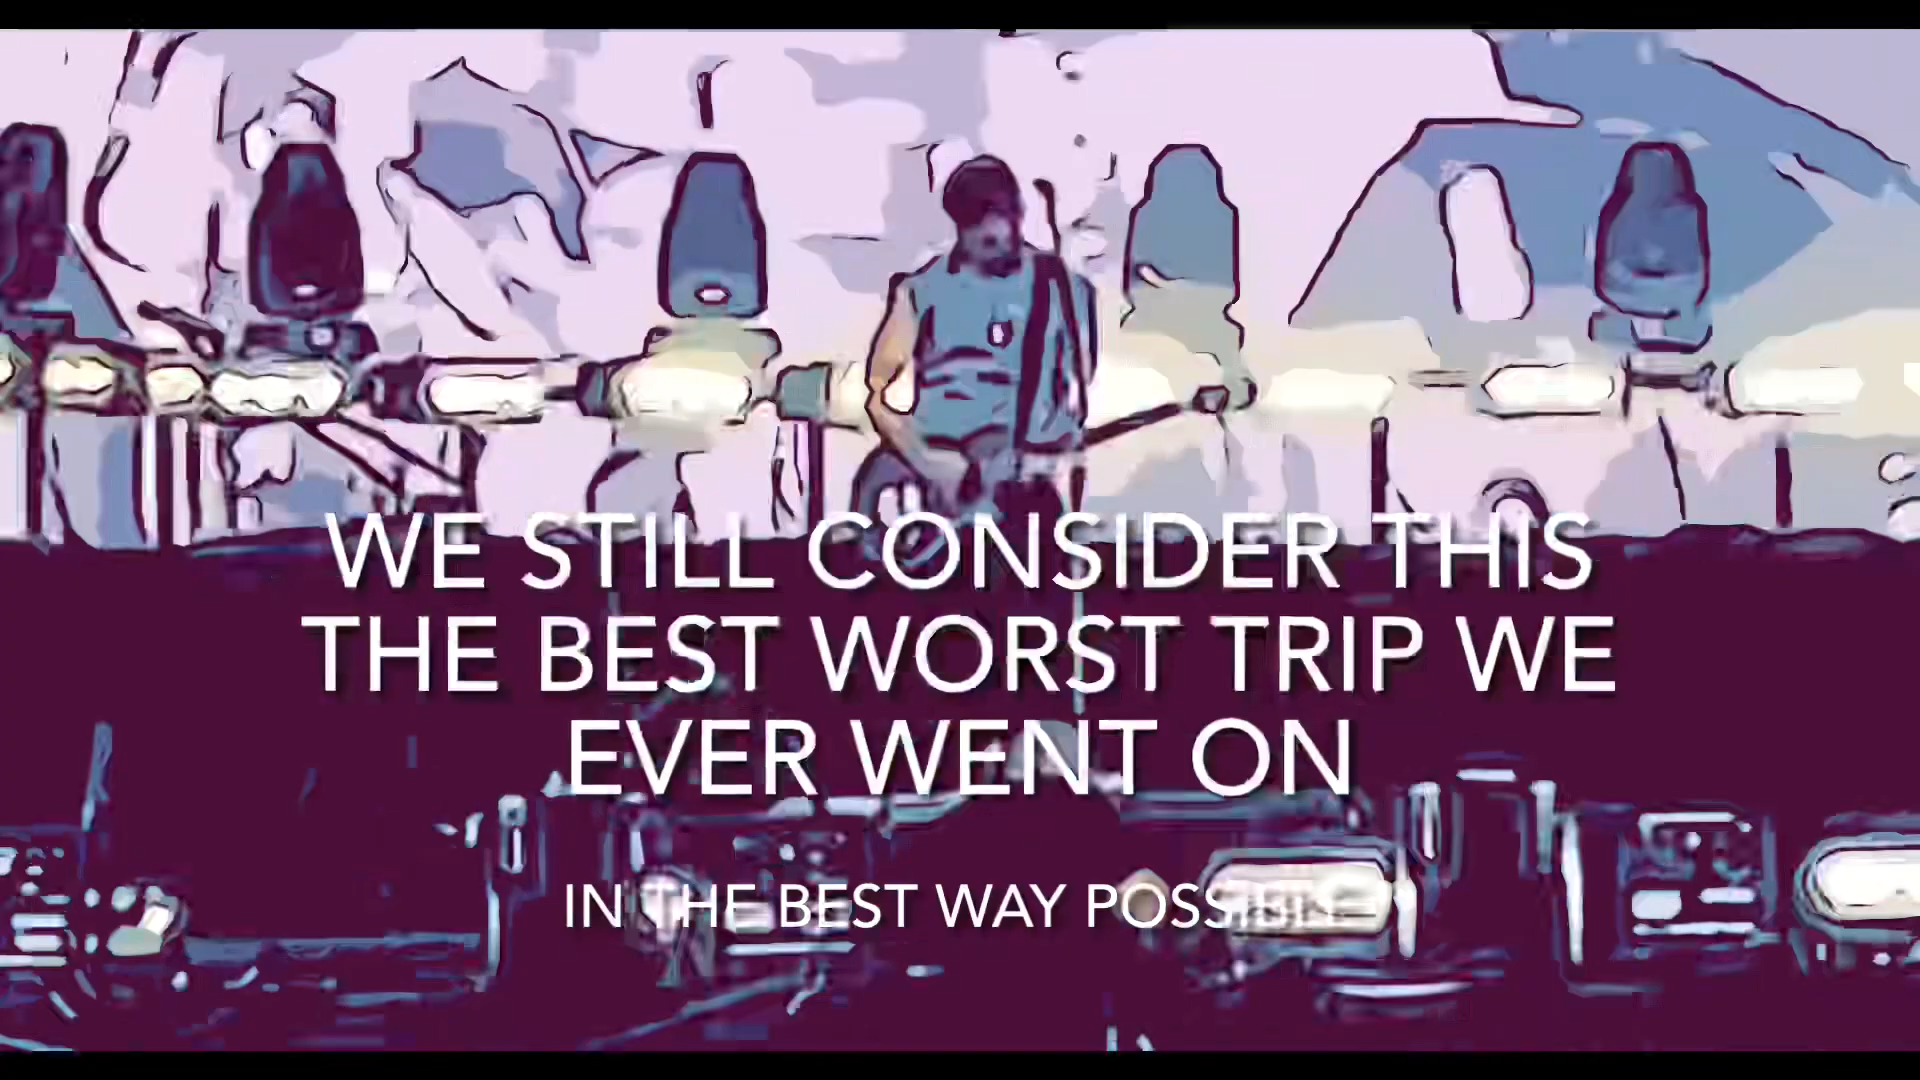 WE STILL CONSIDER THIS
THE BEST WORST TRIP WE
EVER WENT ON
IN THE BEST WAY POSSIBLE